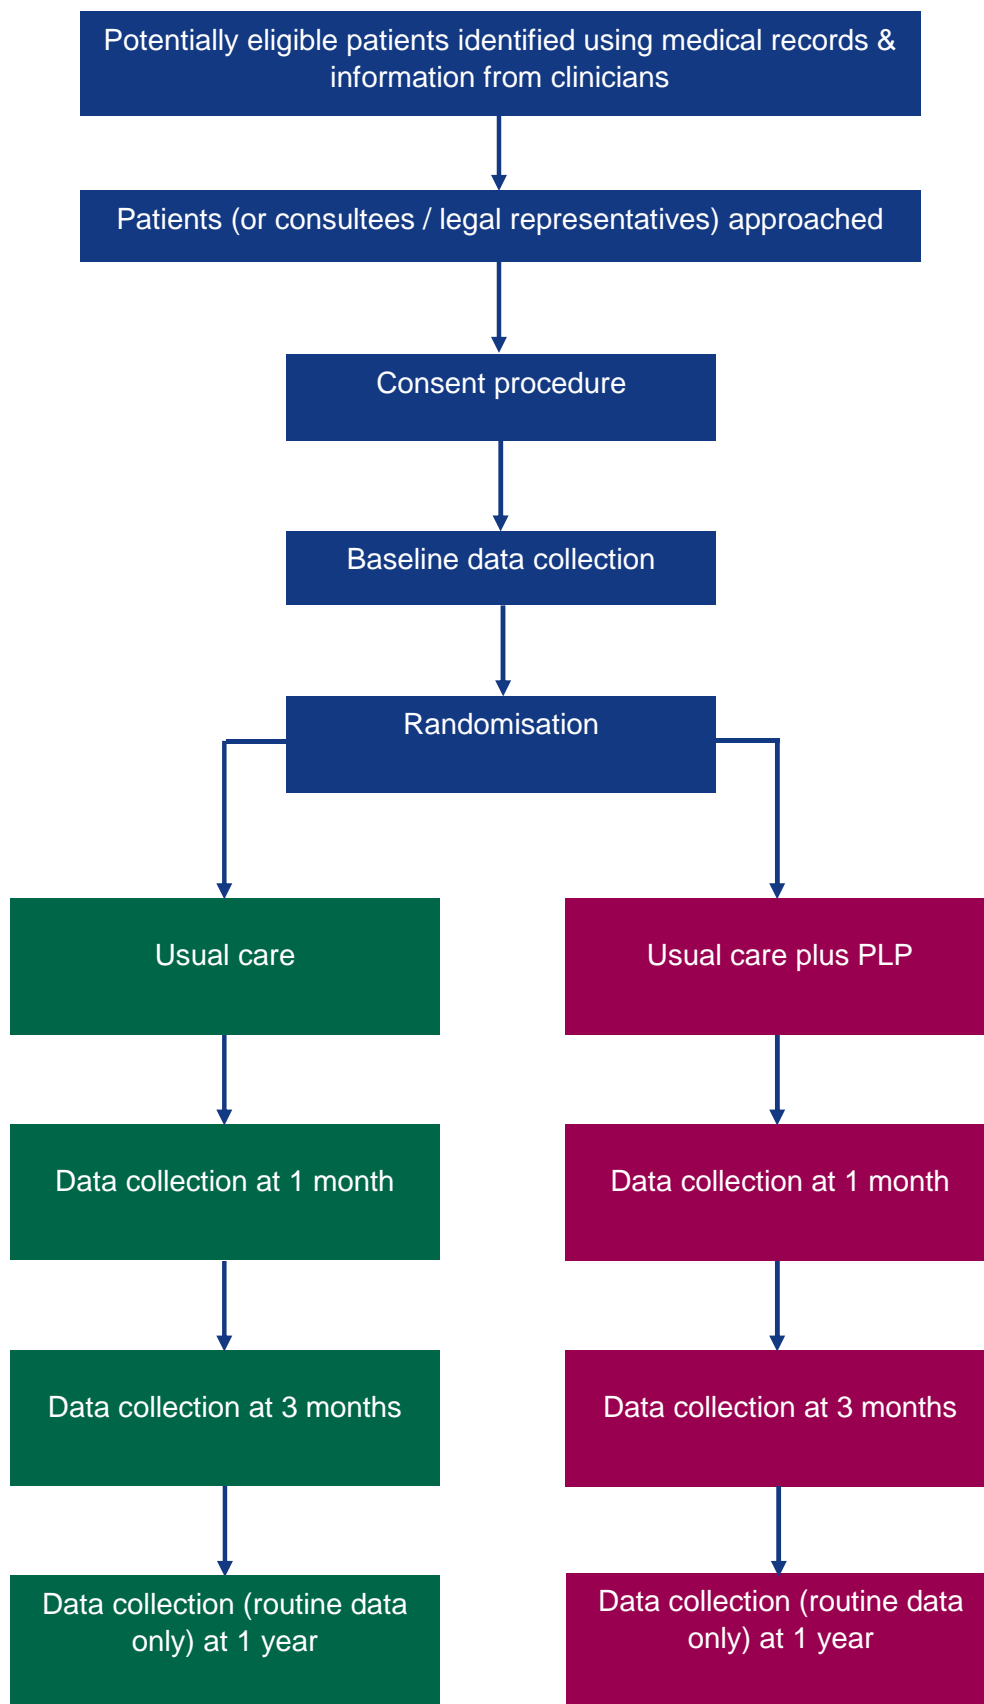 Potentially eligible patients identified using medical records &
information from clinicians
Patients (or consultees / legal representatives) approached
Consent procedure
Baseline data collection
Randomisation
Usual care
Usual care plus PLP
Data collection at 1 month
Data collection at 1 month
Data collection at 3 months
Data collection at 3 months
Data collection (routine data
only) at 1 year
Data collection (routine data
only) at 1 year